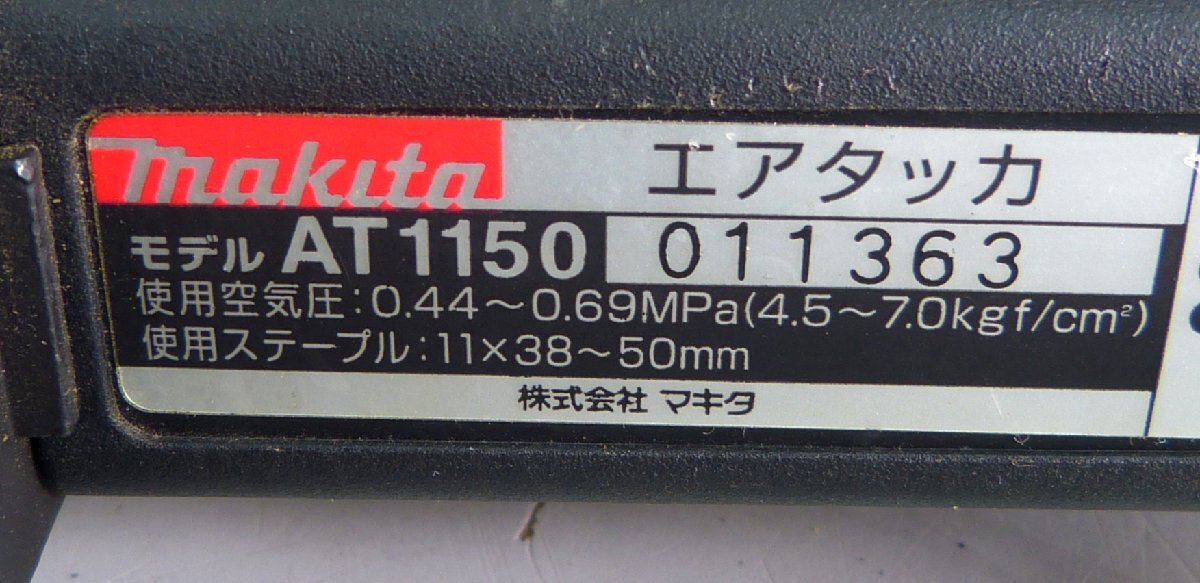 makita エアタッカ
モデル AT1150 011363
使用空気圧:0.44～0.69MPa(4.5～7.0kgf/cm²)
使用ステープル:11×38～50mm
株式会社 マキタ